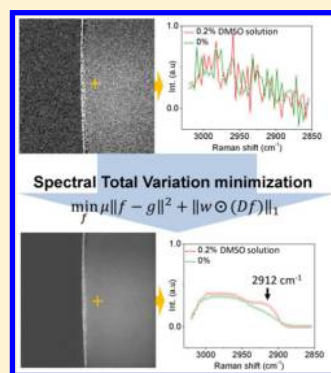 1.0
0.2% DMSO solution
0%
Int. (a.u)
0.0
3000 2950 2900 2850
Raman shift (cm⁻¹)
Spectral Total Variation minimization
min_f μ‖f − g‖² + ‖w ⊙ (Df)‖₁
1.0
0.2% DMSO solution
0%
2912 cm⁻¹
Int. (a.u)
0.0
3000 2950 2900 2850
Raman shift (cm⁻¹)